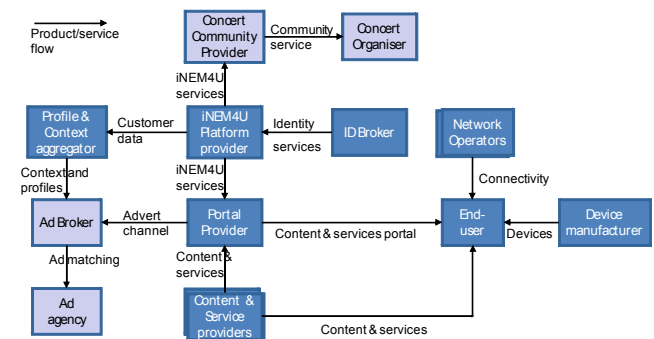 Product/service
flow
Concert
Community
Provider
Community
service
Concert
Organiser
iNEM4U
services
Profile &
Context
aggregator
Customer
data
iNEM4U
Platform
provider
Identity
services
ID Broker
Network
Operators
Context and
profiles
iNEM4U
services
Connectivity
Ad Broker
Advert
channel
Portal
Provider
Content & services portal
End-
user
Devices
Device
manufacturer
Ad matching
Content &
services
Ad
agency
Content &
Service
providers
Content & services